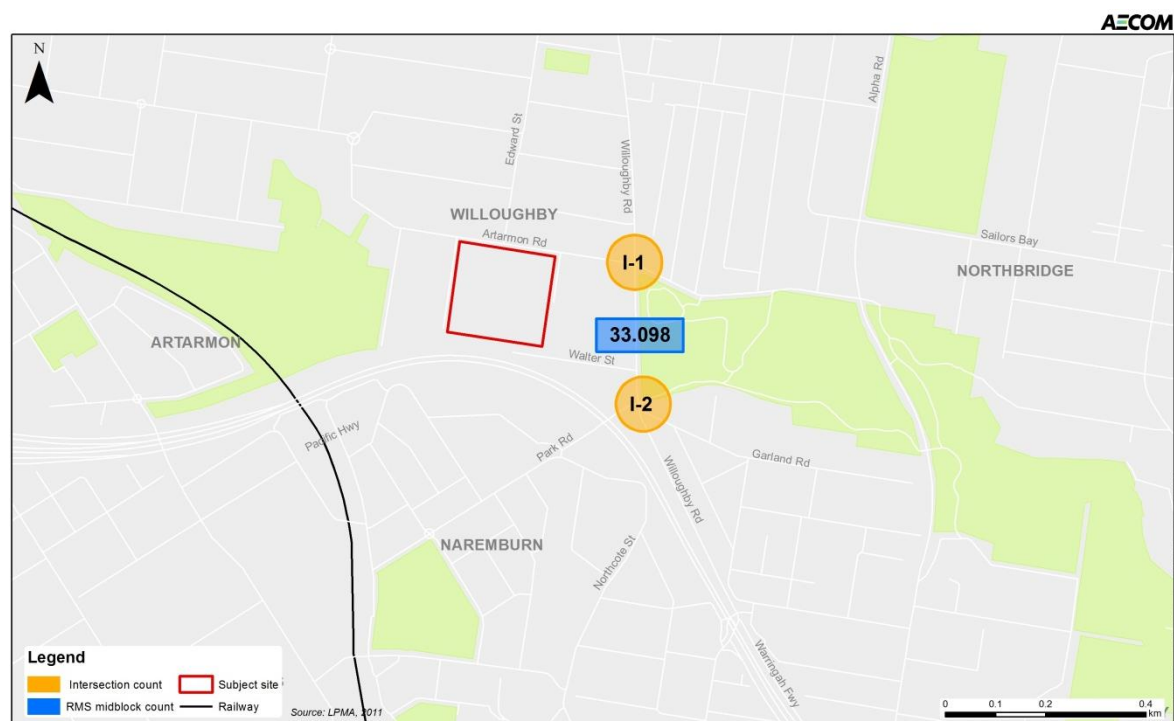 AECOM
N
Alpha Rd
Edward St
Willoughby Rd
WILLOUGHBY
Artarmon Rd
Sailors Bay
I-1
NORTHBRIDGE
33.098
ARTARMON
Walter St
I-2
Pacific Hwy
Park Rd
Garland Rd
Willoughby Rd
NAREMBURN
Northcote St
Warringah Fwy
Legend
Intersection count
Subject site
RMS midblock count
Railway
Source: LPMA, 2011
0 0.1 0.2 0.4
km